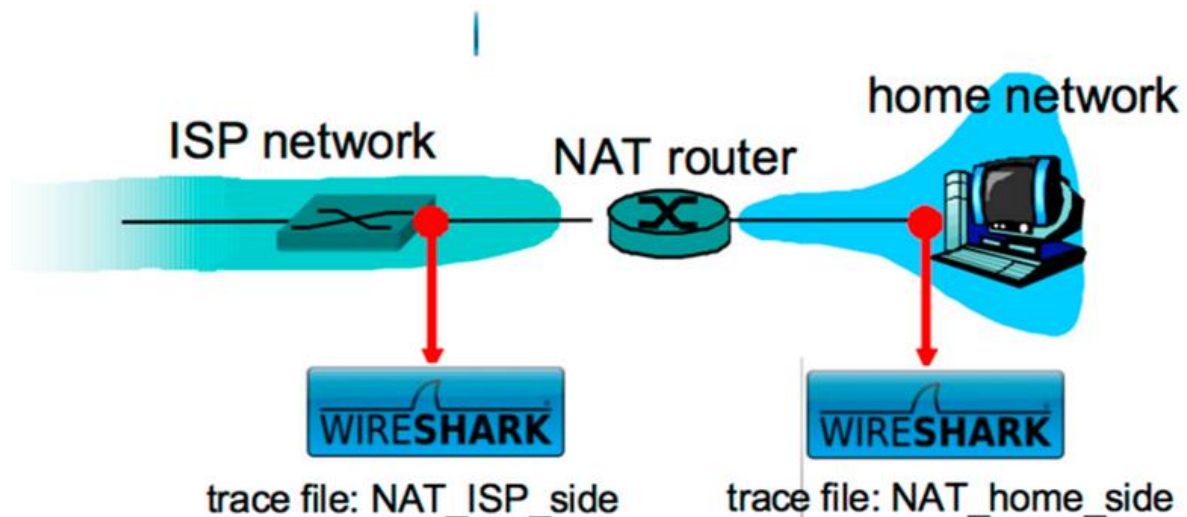 home network
ISP network
NAT router
WIRESHARK
WIRESHARK
trace file: NAT_ISP_side
trace file: NAT_home_side